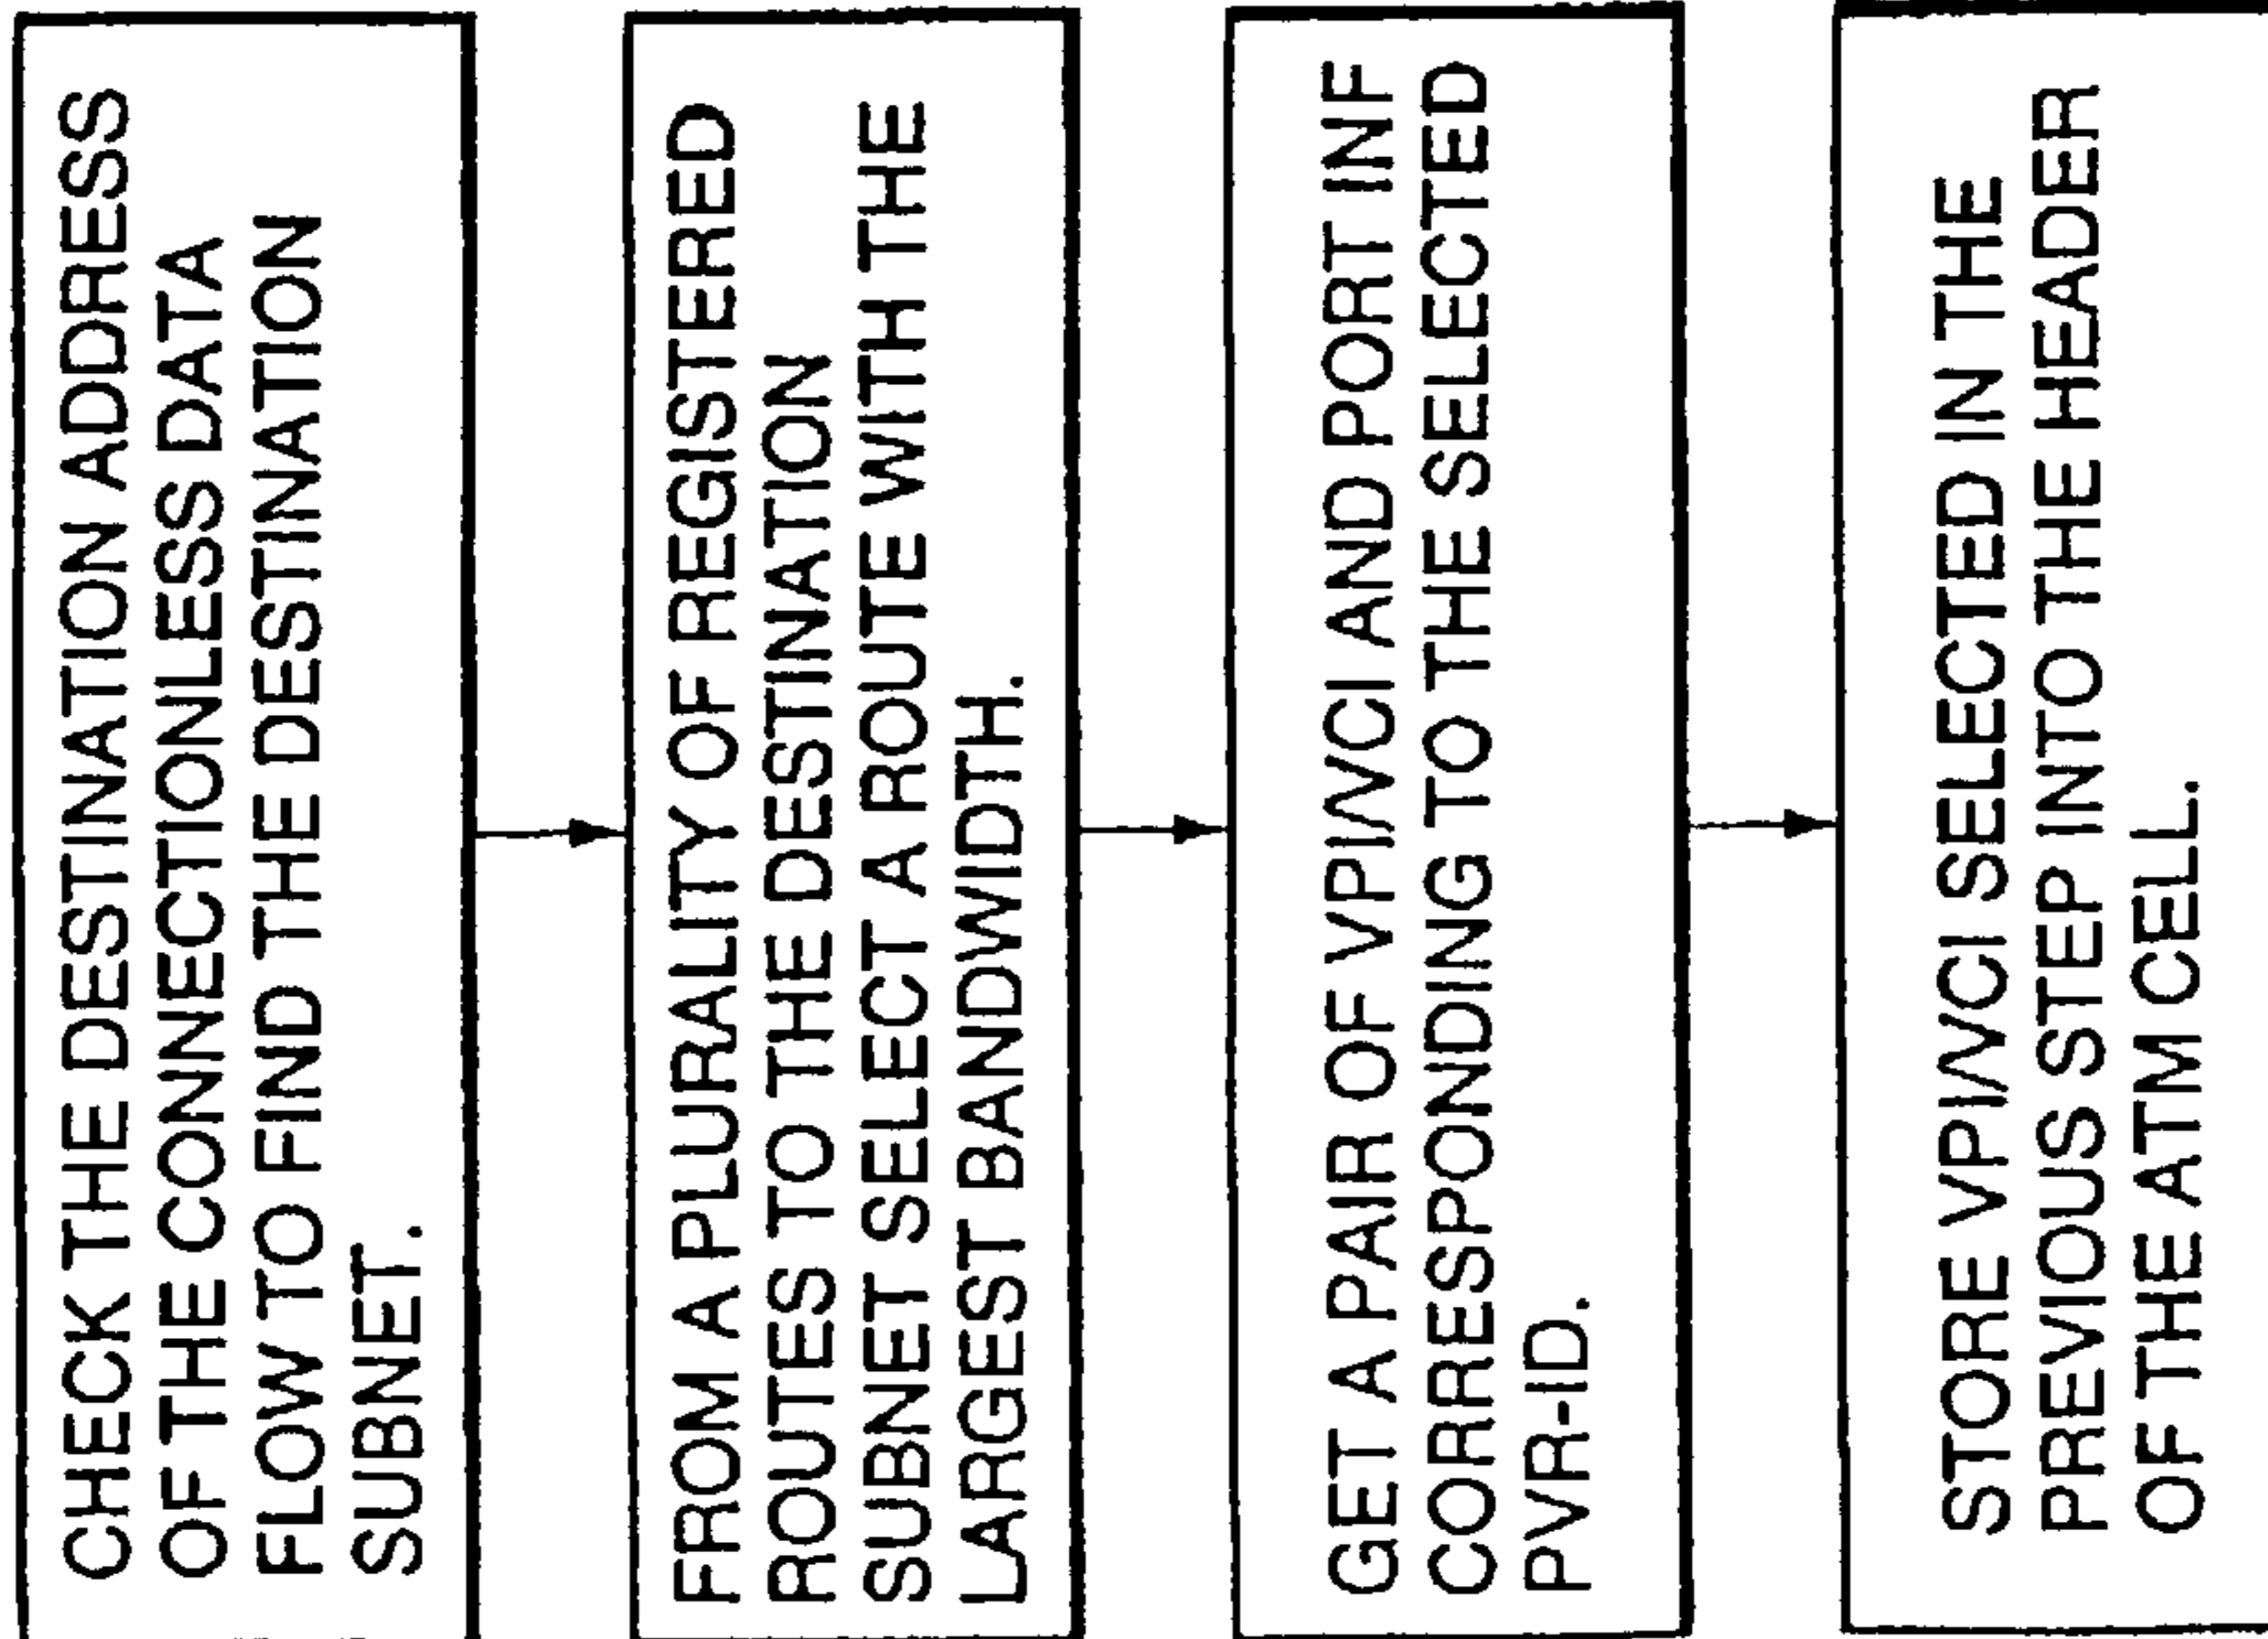 CHECK THE DESTINATION ADDRESS
OF THE CONNECTIONLESS DATA
FLOW TO FIND THE DESTINATION
SUBNET.
FROM A PLURALITY OF REGISTERED
ROUTES TO THE DESTINATION
SUBNET SELECT A ROUTE WITH THE
LARGEST BANDWIDTH.
GET A PAIR OF VPI/VCI AND PORT INF
CORRESPONDING TO THE SELECTED
PVR-ID.
STORE VPI/VCI SELECTED IN THE
PREVIOUS STEP INTO THE HEADER
OF THE ATM CELL.